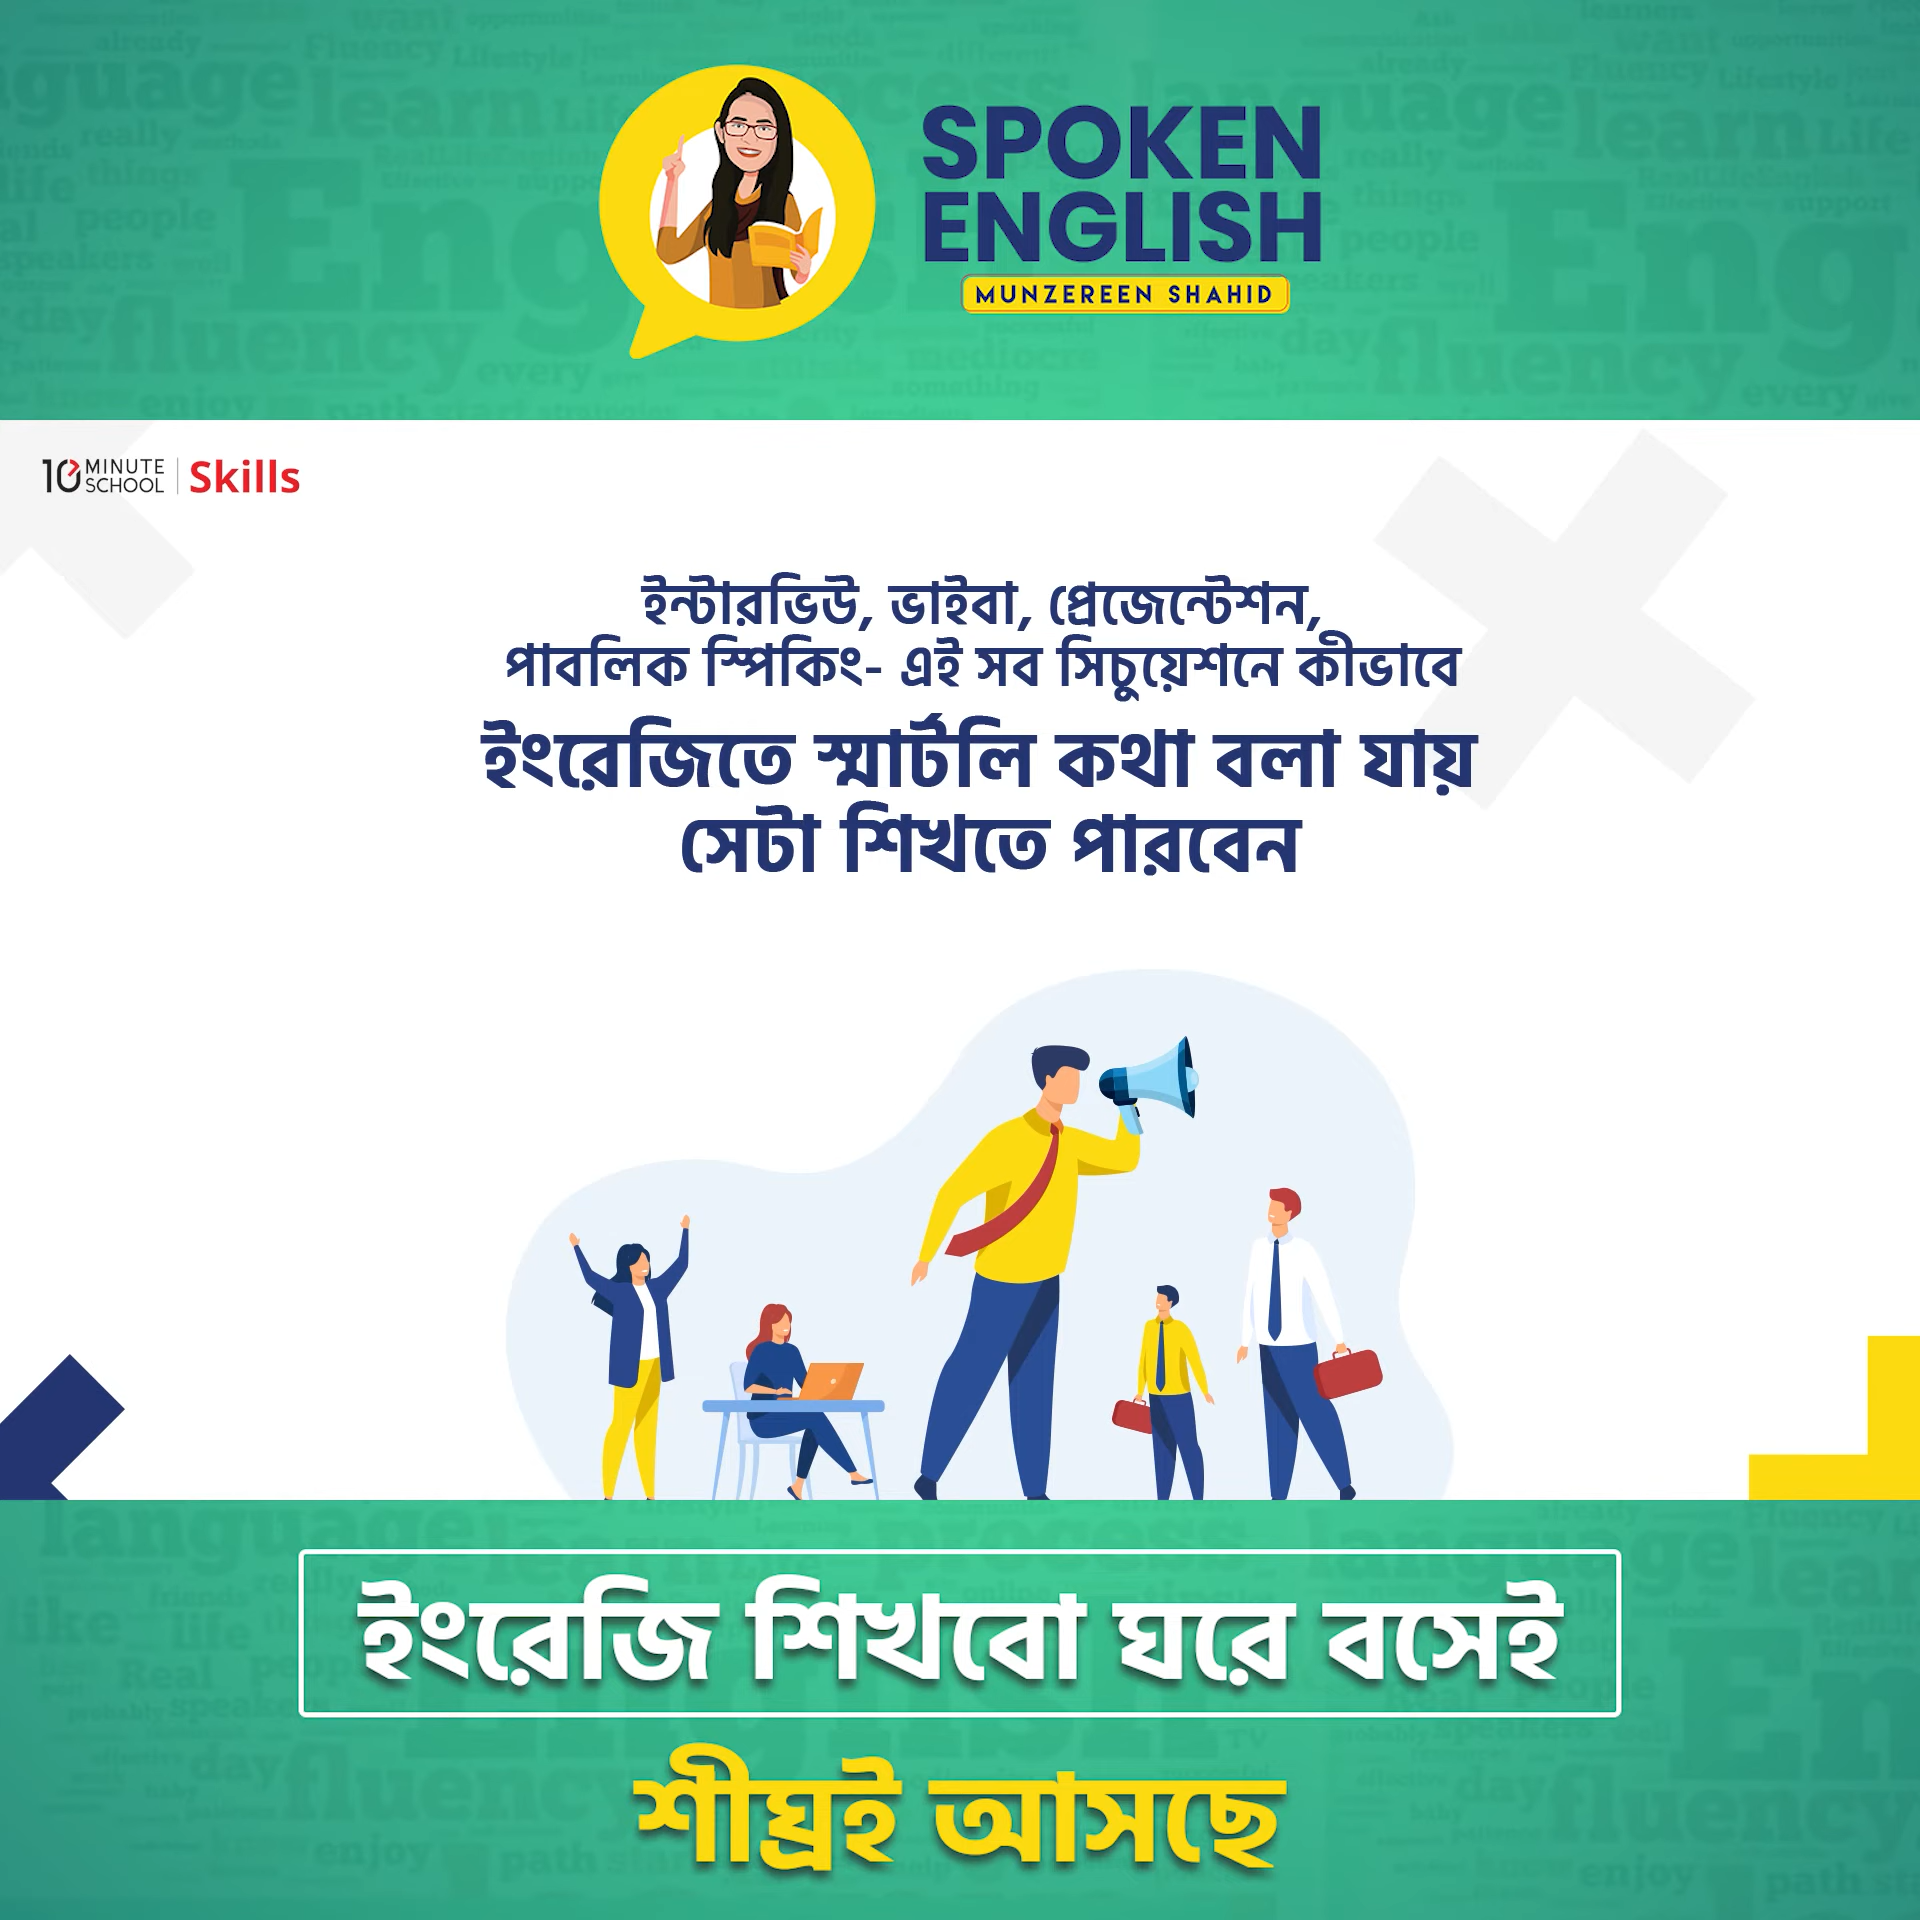 SPOKEN
ENGLISH
MUNZEREEN SHAHID
10 MINUTE SCHOOL Skills
ইন্টারভিউ, ভাইবা, প্রেজেন্টেশন,
পাবলিক স্পিকিং- এই সব সিচুয়েশনে কীভাবে
ইংরেজিতে স্মার্টলি কথা বলা যায়
সেটা শিখতে পারবেন
ইংরেজি শিখবো ঘরে বসেই
শীঘ্রই আসছে